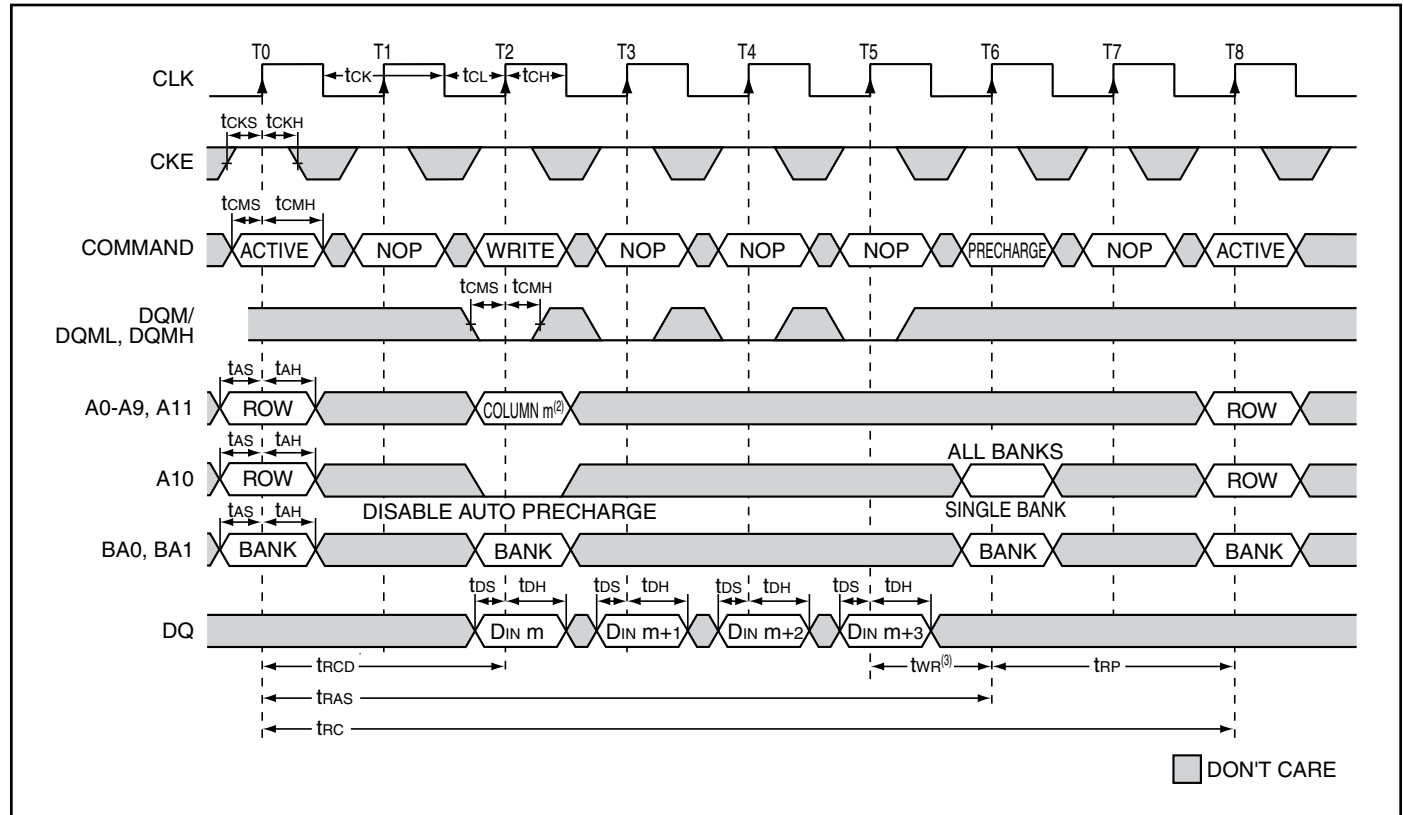 T0 T1 T2 T3 T4 T5 T6 T7 T8
CLK tCK tCL tCH
tCKS tCKH
CKE
tCMS tCMH
COMMAND ACTIVE NOP WRITE NOP NOP NOP PRECHARGE NOP ACTIVE
tCMS tCMH
DQM/
DQML, DQMH
tAS tAH
A0-A9, A11 ROW COLUMN m(2) ROW
tAS tAH ALL BANKS
A10 ROW ROW
tAS tAH DISABLE AUTO PRECHARGE SINGLE BANK
BA0, BA1 BANK BANK BANK BANK
tDS tDH tDS tDH tDS tDH tDS tDH
DQ DIN m DIN m+1 DIN m+2 DIN m+3
tRCD tWR(3) tRP
tRAS
tRC
DON'T CARE